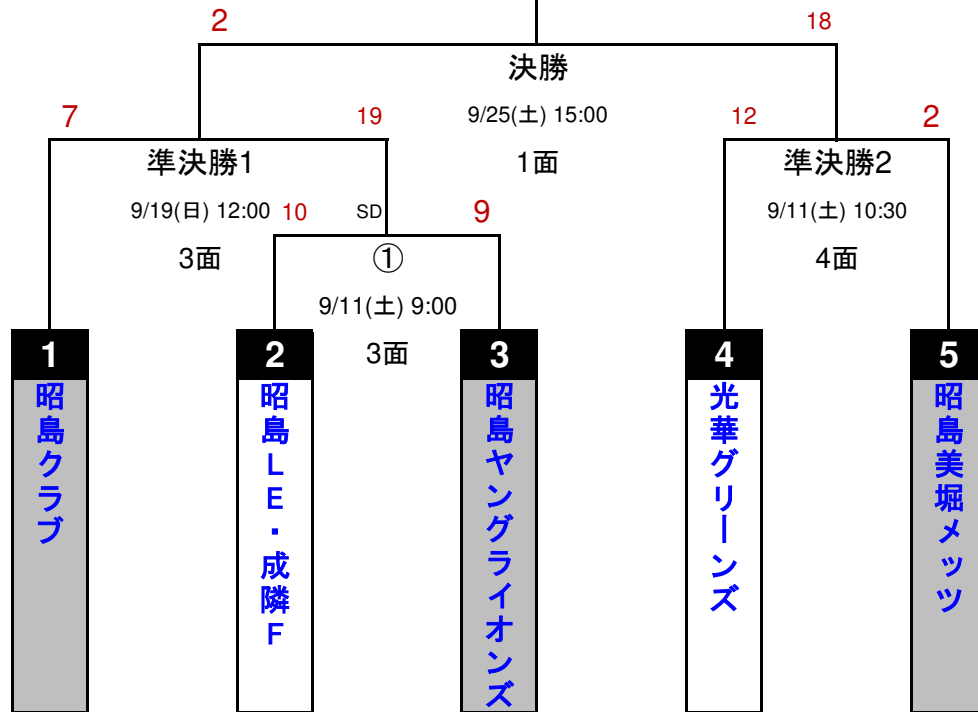 2
18
決勝
7
19
9/25(土) 15:00
12
2
準決勝1
1面
準決勝2
9/19(日) 12:00
10
SD
9
9/11(土) 10:30
3面
①
4面
9/11(土) 9:00
3面
1
2
3
4
5
昭島クラブ
昭島LE・成隣F
昭島ヤングライオンズ
光華グリーンズ
昭島美堀メッツ